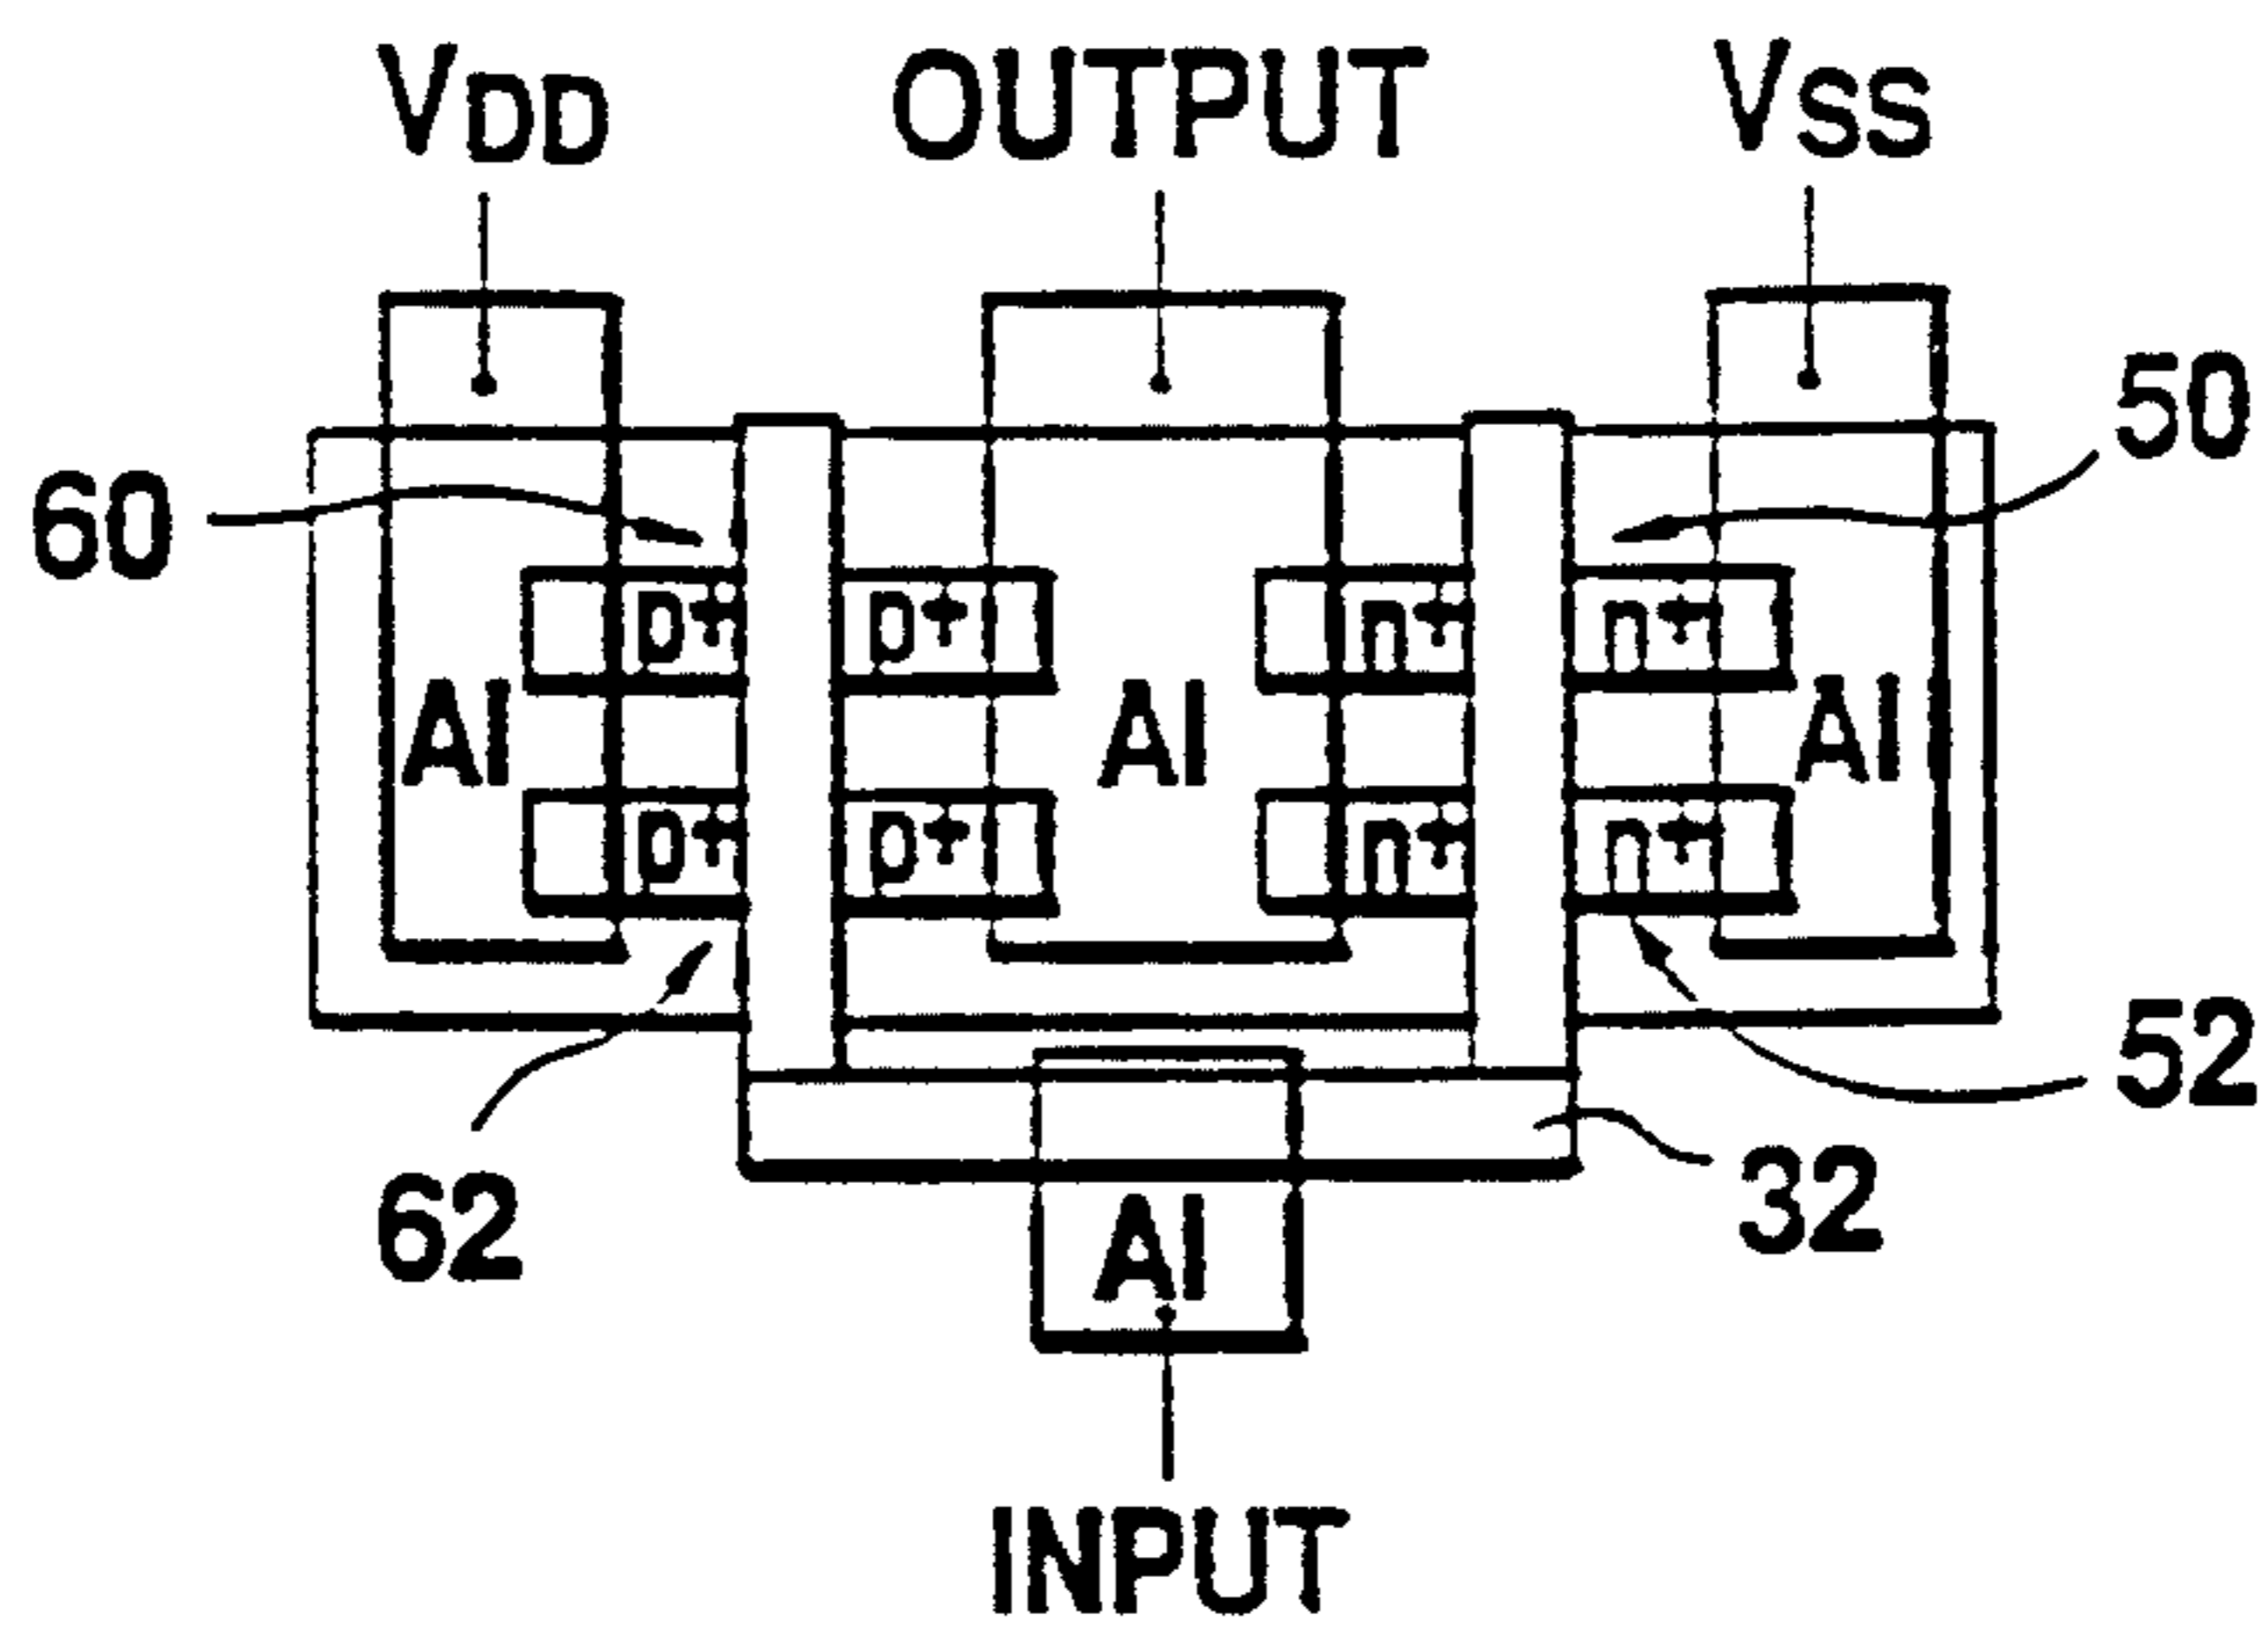 VDD OUTPUT VSS
50
60
p+ p+ n+ n+
Al Al Al
p+ p+ n+ n+
52
62 32
Al
INPUT